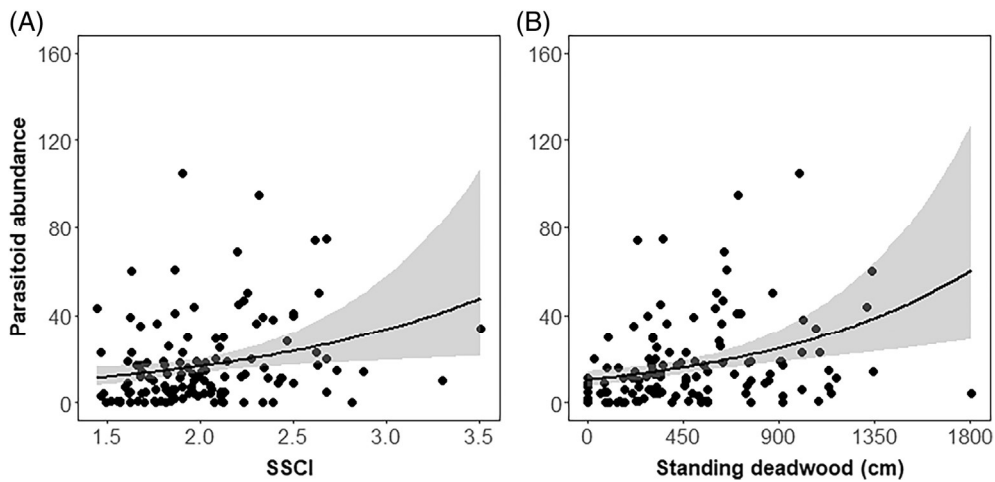 (A)
(B)
Parasitoid abundance
160
120
80
40
0
1.5 2.0 2.5 3.0 3.5
SSCI
160
120
80
40
0
0 450 900 1350 1800
Standing deadwood (cm)